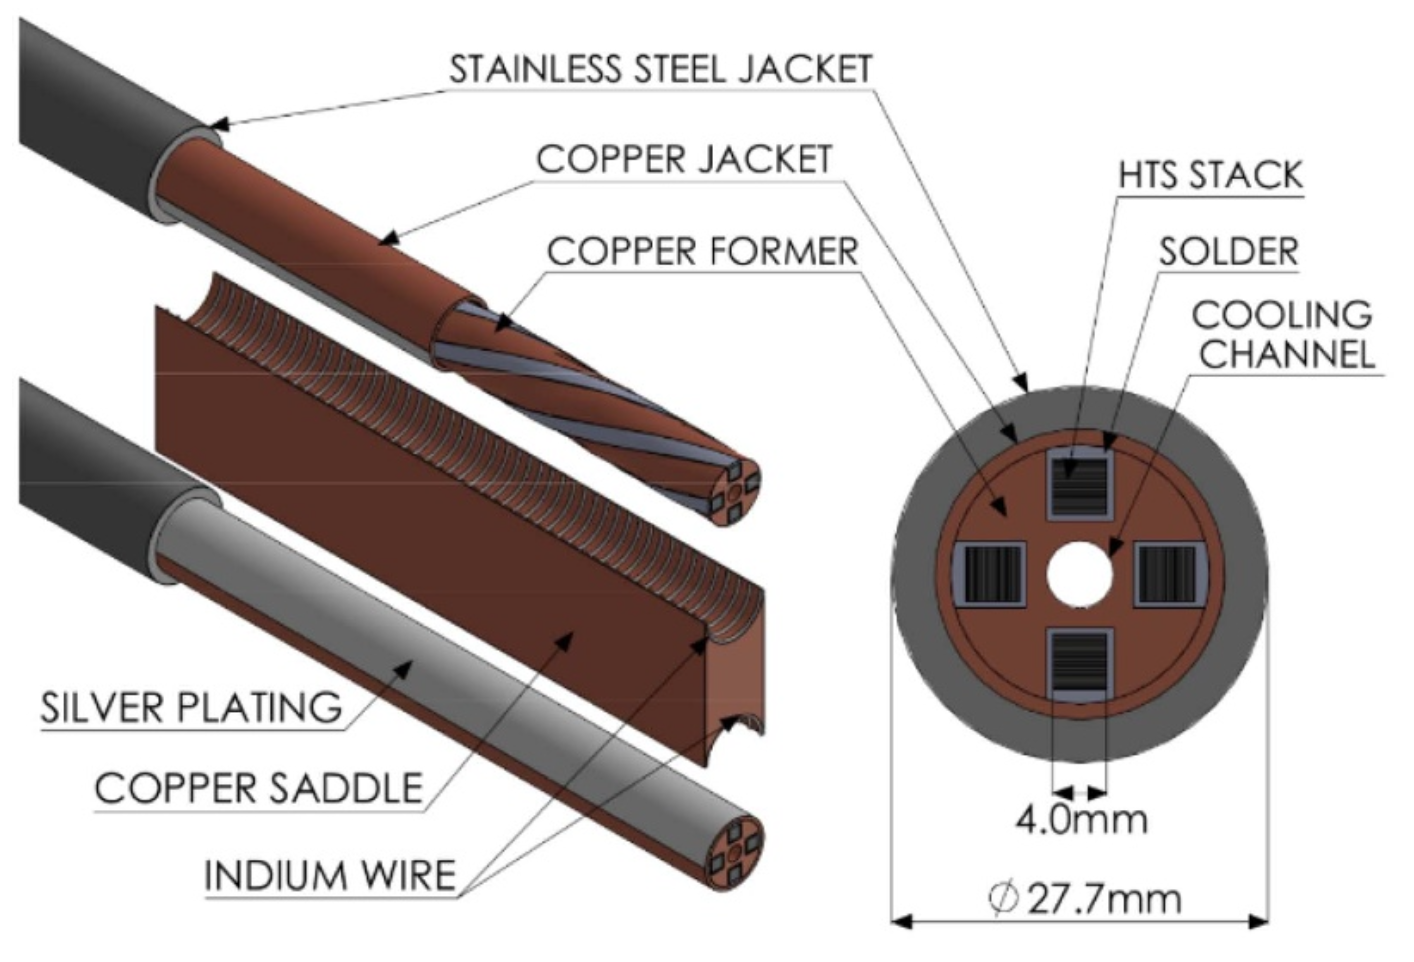 STAINLESS STEEL JACKET
COPPER JACKET
COPPER FORMER
HTS STACK
SOLDER
COOLING
CHANNEL
SILVER PLATING
COPPER SADDLE
INDIUM WIRE
4.0mm
∅ 27.7mm